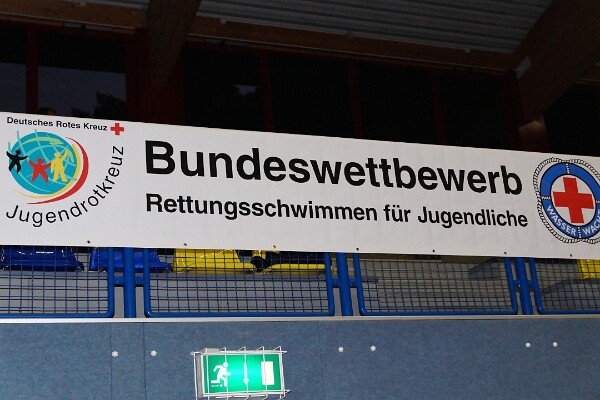 Deutsches Rotes Kreuz
Jugendrotkreuz
Bundeswettbewerb
Rettungsschwimmen für Jugendliche
WASSER WACHT